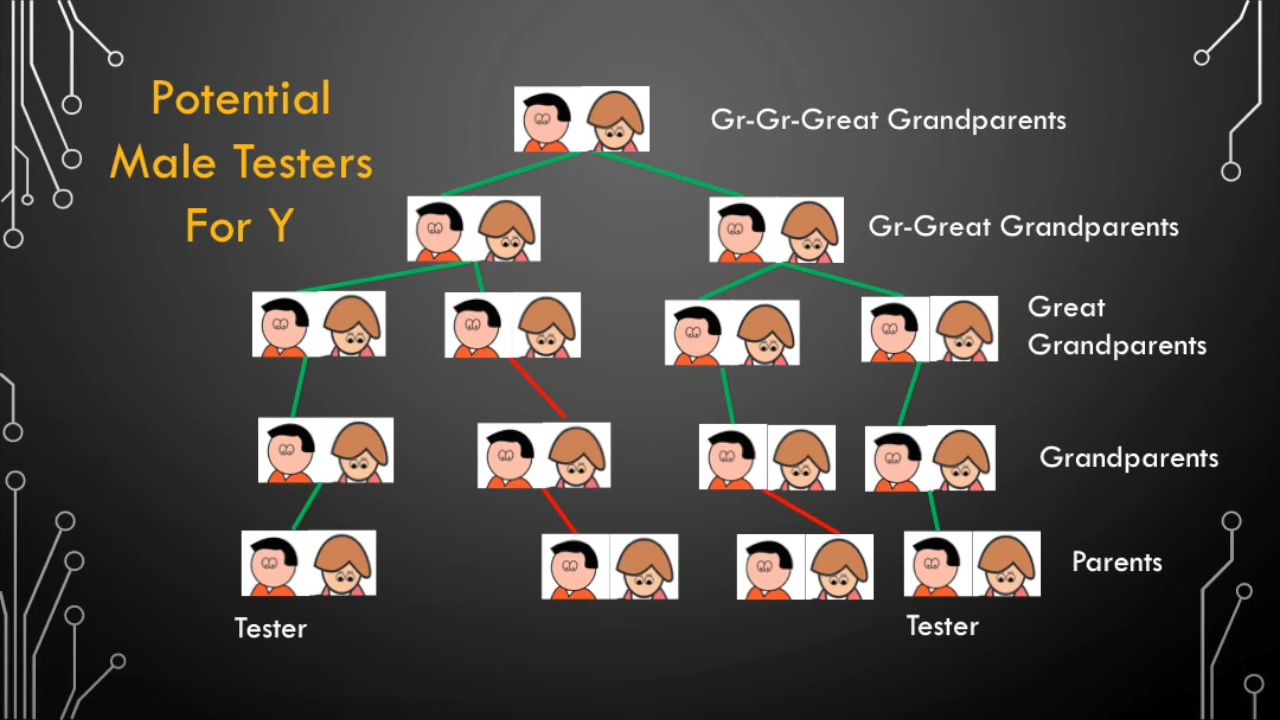 Potential
Male Testers
For Y
Gr-Gr-Great Grandparents
Gr-Great Grandparents
Great
Grandparents
Grandparents
Parents
Tester
Tester